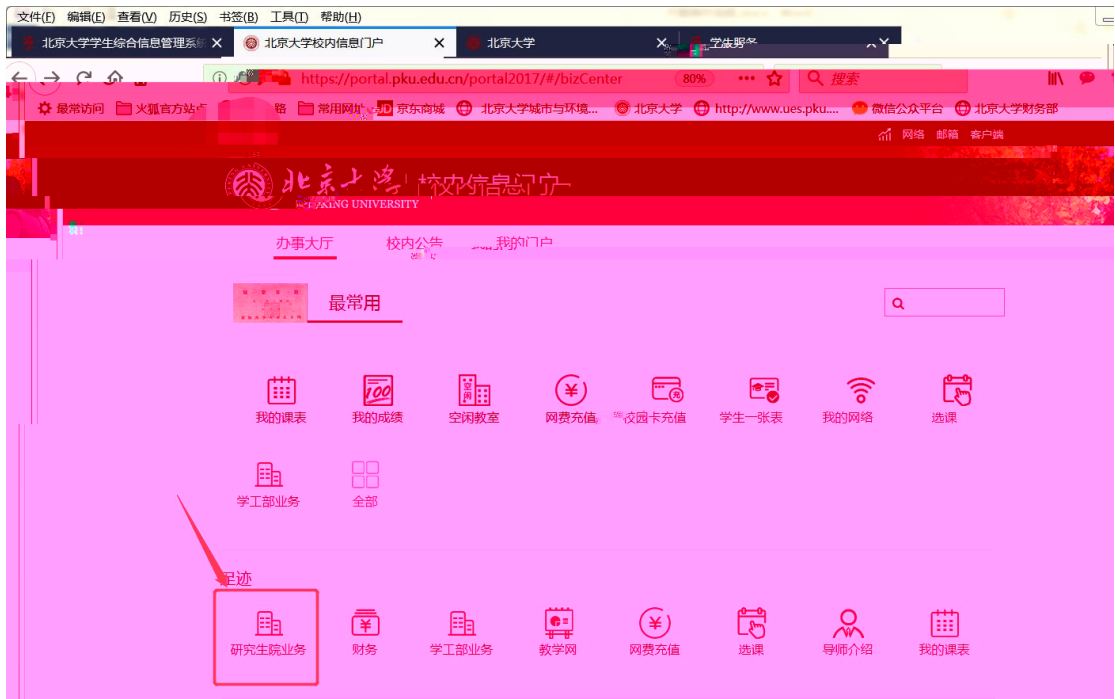 文件(F) 编辑(E) 查看(V) 历史(S) 书签(B) 工具(T) 帮助(H)
北京大学学生综合信息管理系统 北京大学校内信息门户 北京大学 学生服务
https://portal.pku.edu.cn/portal2017/#/bizCenter 80% 搜索
最常访问 火狐官方站点 常用网址 JD 京东商城 北京大学城市与环境... 北京大学 http://www.ues.pku.... 微信公众平台 北京大学财务部
网络 邮箱 客户端
北京大学 校内信息门户
KING UNIVERSITY
办事大厅 校内公告 我的门户
最常用
我的课表 我的成绩 空闲教室 网费充值 校园卡充值 学生一张表 我的网络 选课
学工部业务 全部
足迹
研究生院业务 财务 学工部业务 教学网 网费充值 选课 导师介绍 我的课表